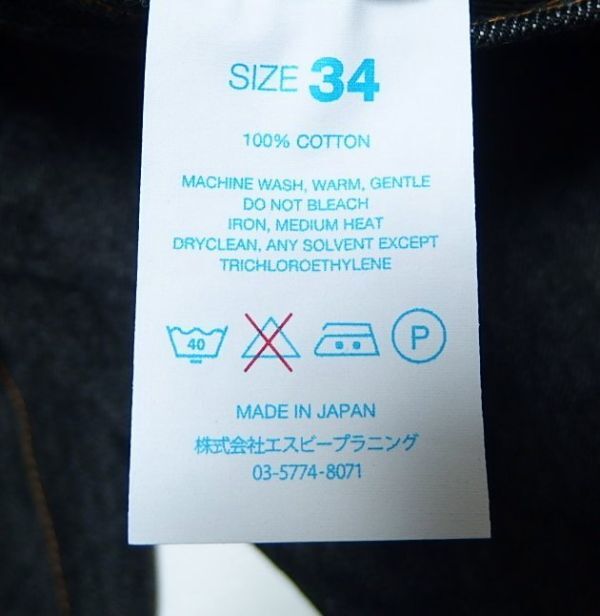 SIZE 34
100% COTTON
MACHINE WASH, WARM, GENTLE
DO NOT BLEACH
IRON, MEDIUM HEAT
DRYCLEAN, ANY SOLVENT EXCEPT
TRICHLOROETHYLENE
40 P
MADE IN JAPAN
株式会社エスピープラニング
03-5774-8071